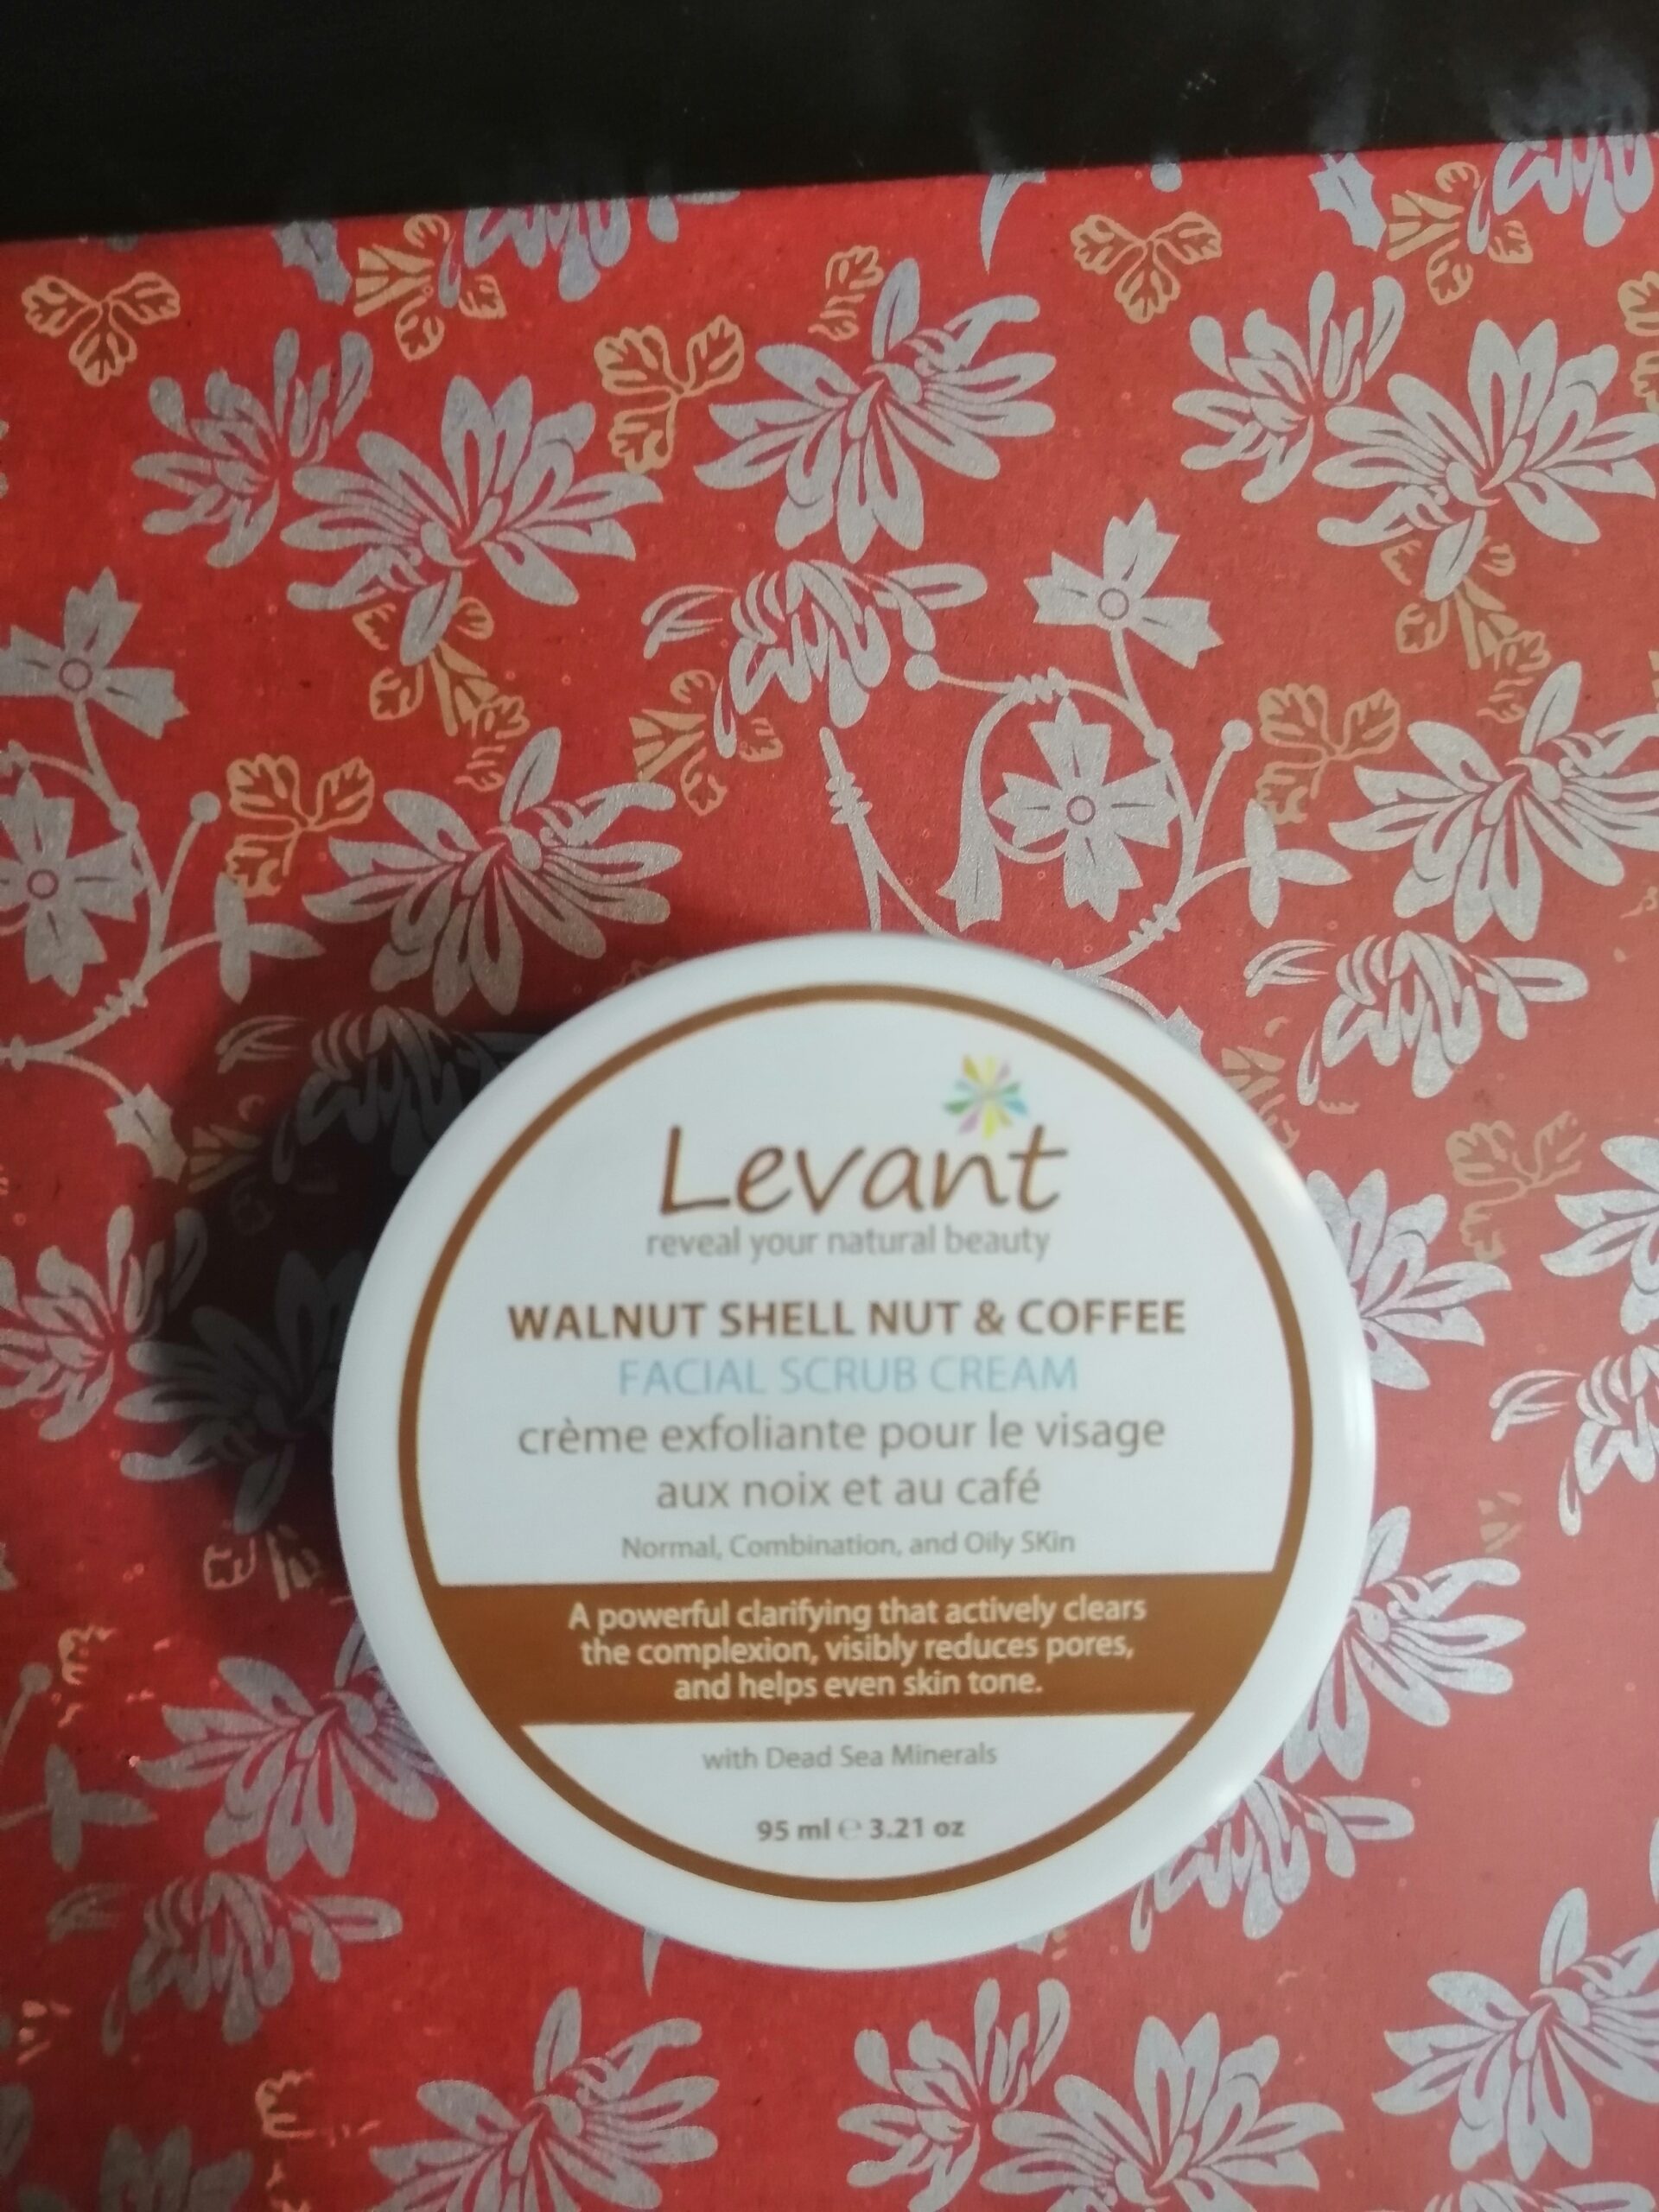 Levant
reveal your natural beauty
WALNUT SHELL NUT & COFFEE
FACIAL SCRUB CREAM
crème exfoliante pour le visage
aux noix et au café
Normal, Combination, and Oily SKin
A powerful clarifying that actively clears
the complexion, visibly reduces pores,
and helps even skin tone.
with Dead Sea Minerals
95 ml ℮ 3.21 oz